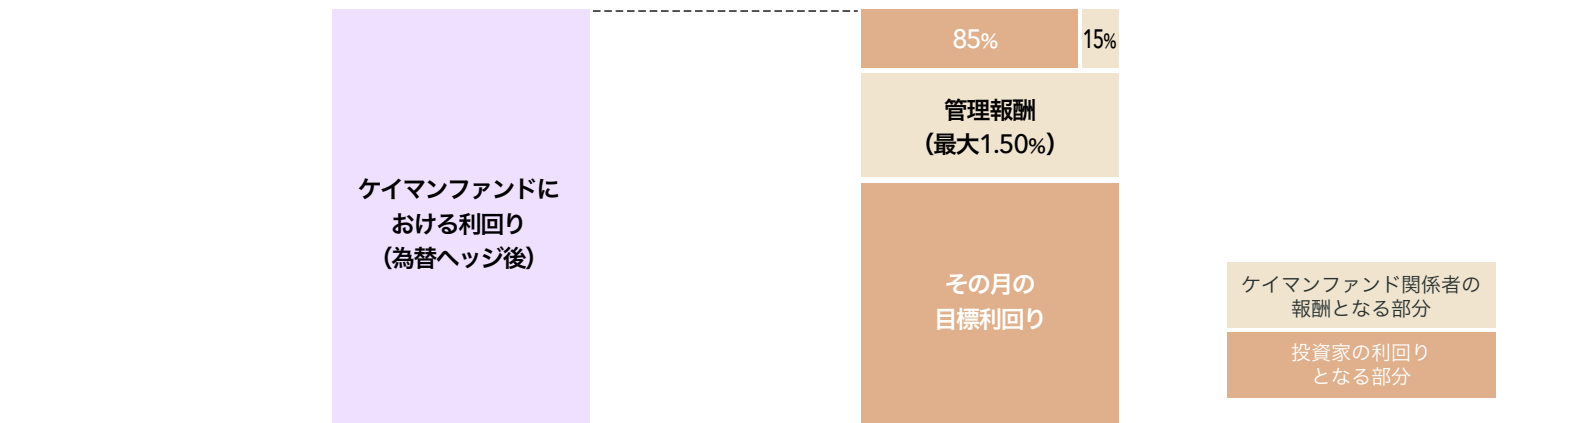 ケイマンファンドに
おける利回り
（為替ヘッジ後）
85%
15%
管理報酬
（最大1.50%）
その月の
目標利回り
ケイマンファンド関係者の
報酬となる部分
投資家の利回り
となる部分